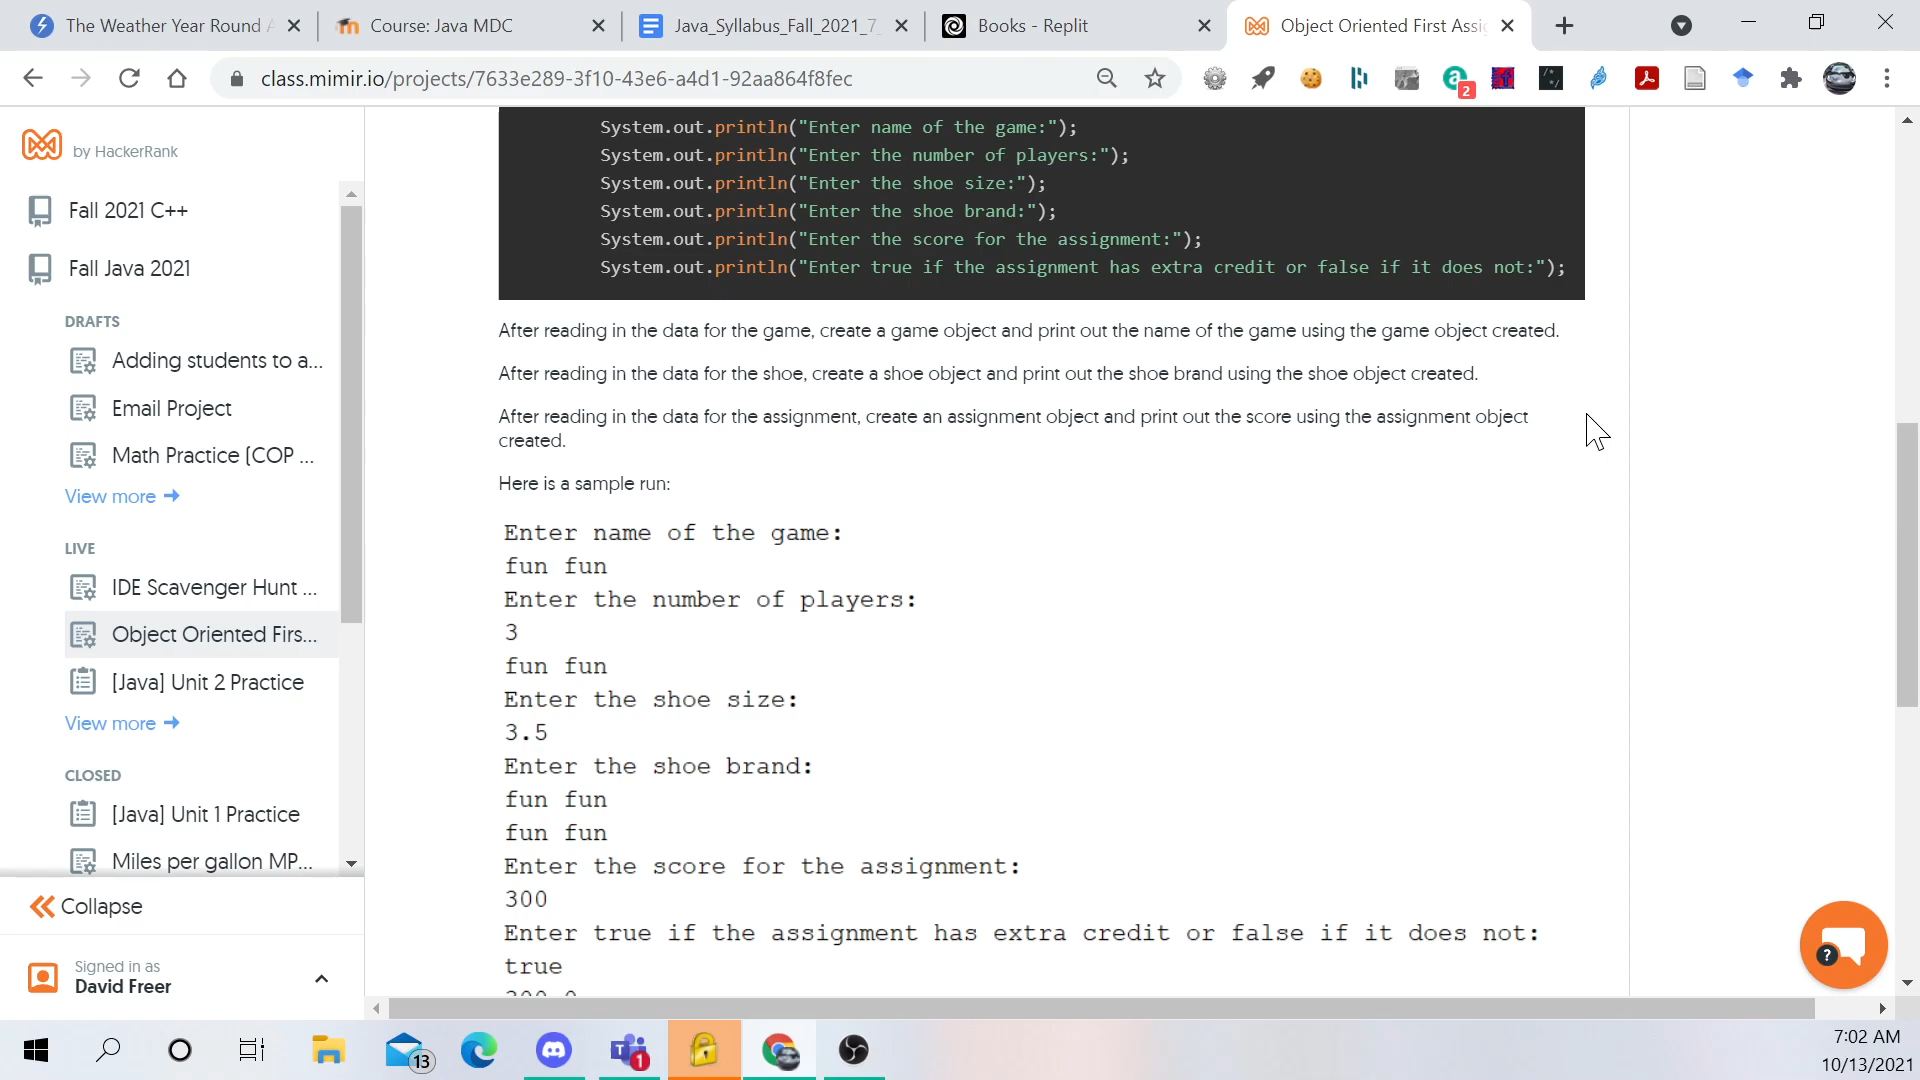 The Weather Year Round A
Course: Java MDC
Java_Syllabus_Fall_2021_7_
Books - Replit
Object Oriented First Assig
class.mimir.io/projects/7633e289-3f10-43e6-a4d1-92aa864f8fec
2
by HackerRank
Fall 2021 C++
Fall Java 2021
DRAFTS
Adding students to a...
Email Project
Math Practice (COP ...
View more
LIVE
IDE Scavenger Hunt ...
Object Oriented Firs...
[Java] Unit 2 Practice
View more
CLOSED
[Java] Unit 1 Practice
Miles per gallon MP...
Collapse
Signed in as
David Freer
System.out.println("Enter name of the game:");
System.out.println("Enter the number of players:");
System.out.println("Enter the shoe size:");
System.out.println("Enter the shoe brand:");
System.out.println("Enter the score for the assignment:");
System.out.println("Enter true if the assignment has extra credit or false if it does not:");
After reading in the data for the game, create a game object and print out the name of the game using the game object created.
After reading in the data for the shoe, create a shoe object and print out the shoe brand using the shoe object created.
After reading in the data for the assignment, create an assignment object and print out the score using the assignment object
created.
Here is a sample run:
Enter name of the game:
fun fun
Enter the number of players:
3
fun fun
Enter the shoe size:
3.5
Enter the shoe brand:
fun fun
fun fun
Enter the score for the assignment:
300
Enter true if the assignment has extra credit or false if it does not:
true
300.0
13
1
7:02 AM
10/13/2021